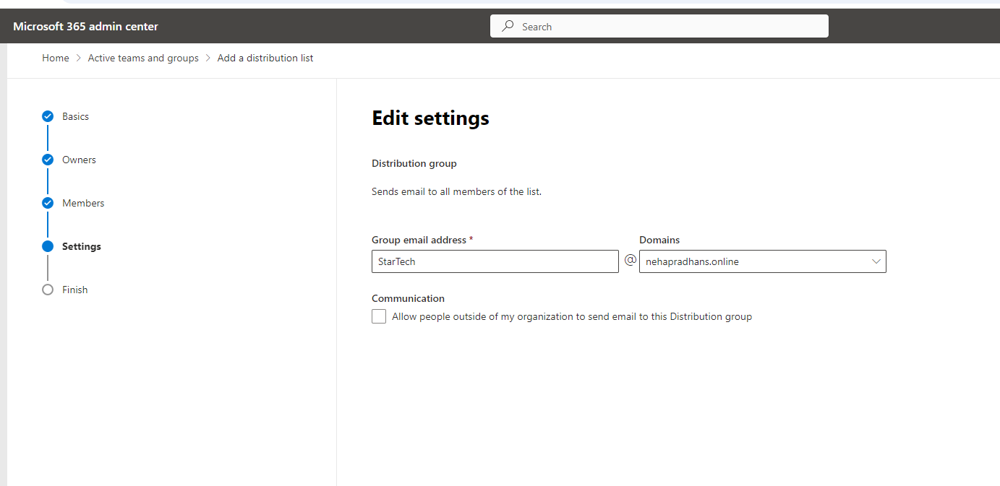 Microsoft 365 admin center
Search
Home > Active teams and groups > Add a distribution list
Basics
Owners
Members
Settings
Finish
Edit settings
Distribution group
Sends email to all members of the list.
Group email address * Domains
StarTech @ nehapradhans.online
Communication
Allow people outside of my organization to send email to this Distribution group